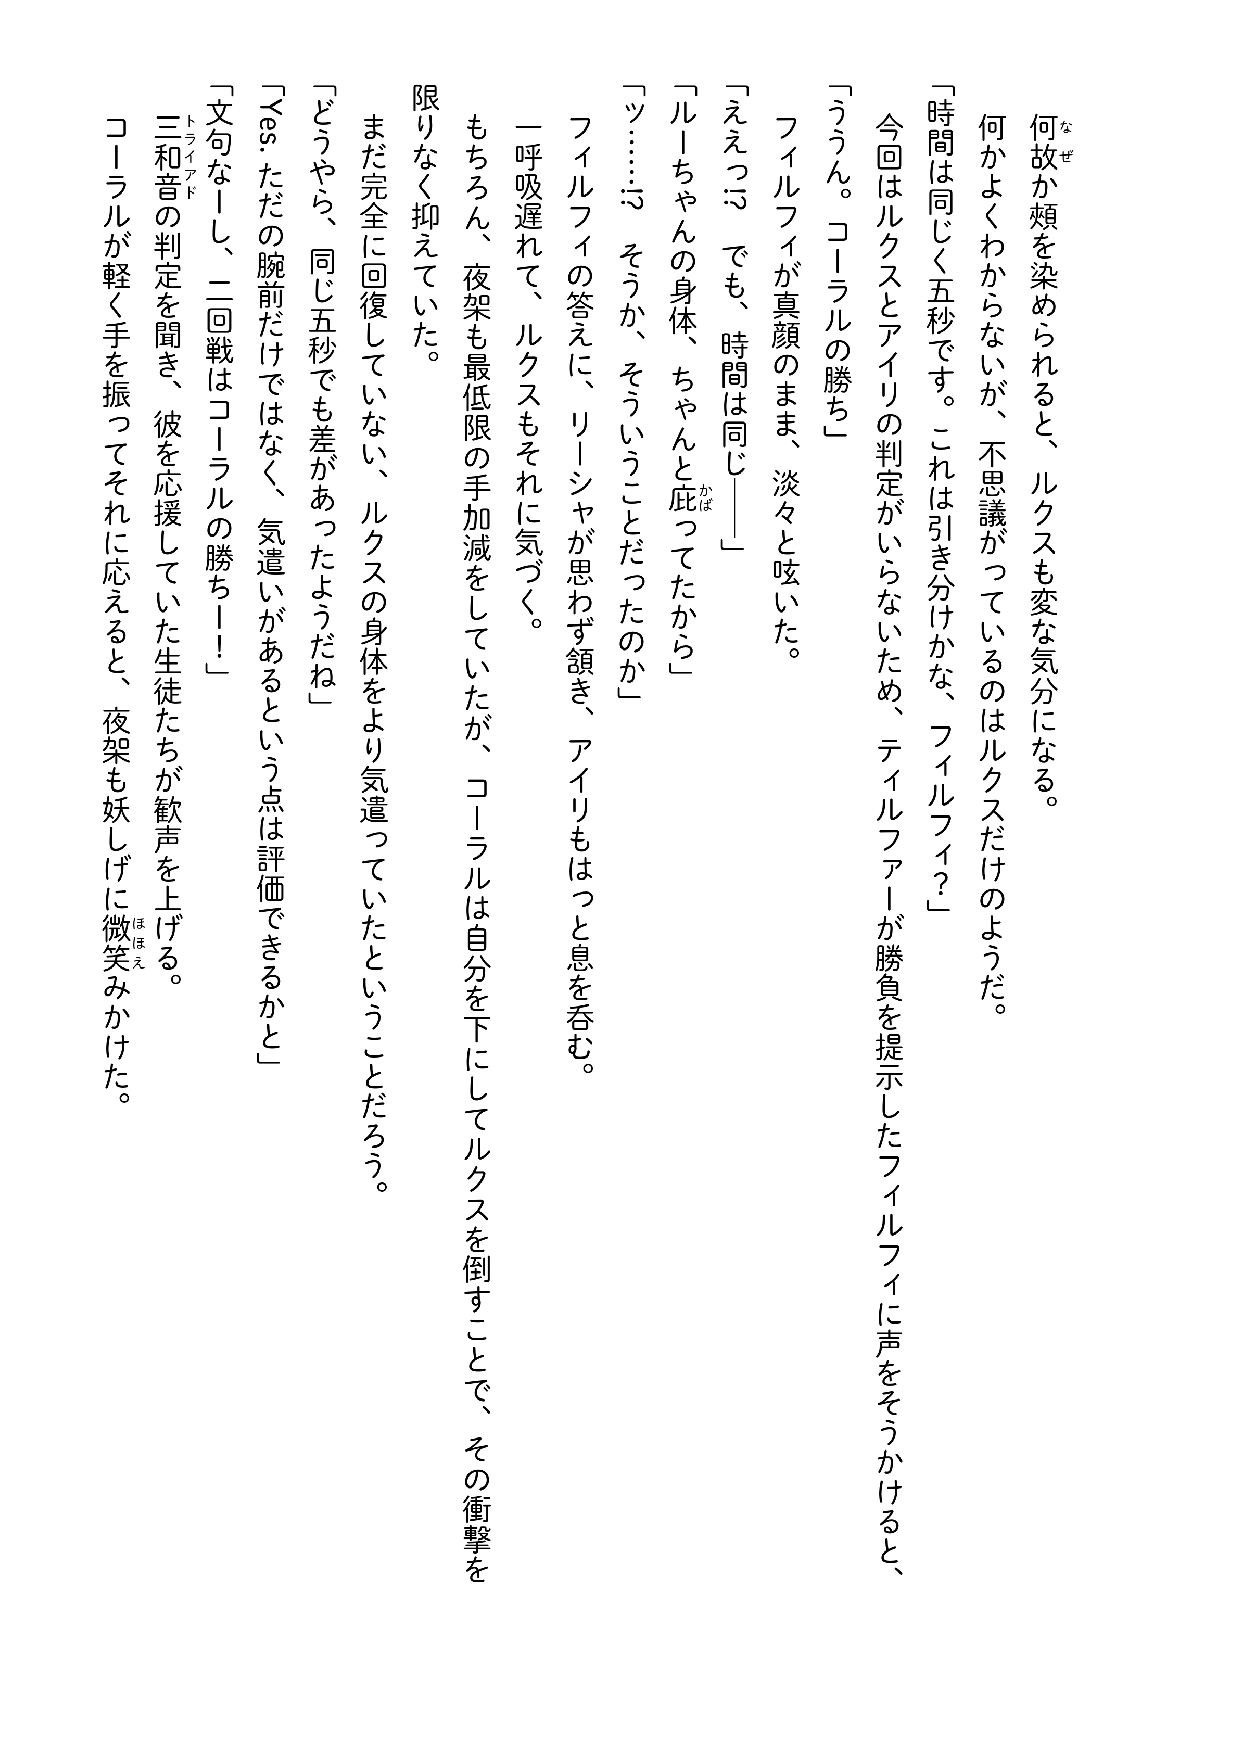 何故か頬を染められると、ルクスも変な気分になる。
何かよくわからないが、不思議がっているのはルクスだけのようだ。
「時間は同じく五秒です。これは引き分けかな、フィルフィ？」
今回はルクスとアイリの判定がいらないため、ティルファーが勝負を提示したフィルフィに声をそうかけると、
「ううん。コーラルの勝ち」
フィルフィが真顔のまま、淡々と呟いた。
「ええっ!?　でも、時間は同じ――」
「ルーちゃんの身体、ちゃんと庇ってたから」
「ッ……!?　そうか、そういうことだったのか」
フィルフィの答えに、リーシャが思わず頷き、アイリもはっと息を呑む。
一呼吸遅れて、ルクスもそれに気づく。
もちろん、夜架も最低限の手加減をしていたが、コーラルは自分を下にしてルクスを倒すことで、その衝撃を
限りなく抑えていた。
まだ完全に回復していない、ルクスの身体をより気遣っていたということだろう。
「どうやら、同じ五秒でも差があったようだね」
「Yes. ただの腕前だけではなく、気遣いがあるという点は評価できるかと」
「文句なーし、二回戦はコーラルの勝ちー！」
三和音の判定を聞き、彼を応援していた生徒たちが歓声を上げる。
コーラルが軽く手を振ってそれに応えると、夜架も妖しげに微笑みかけた。